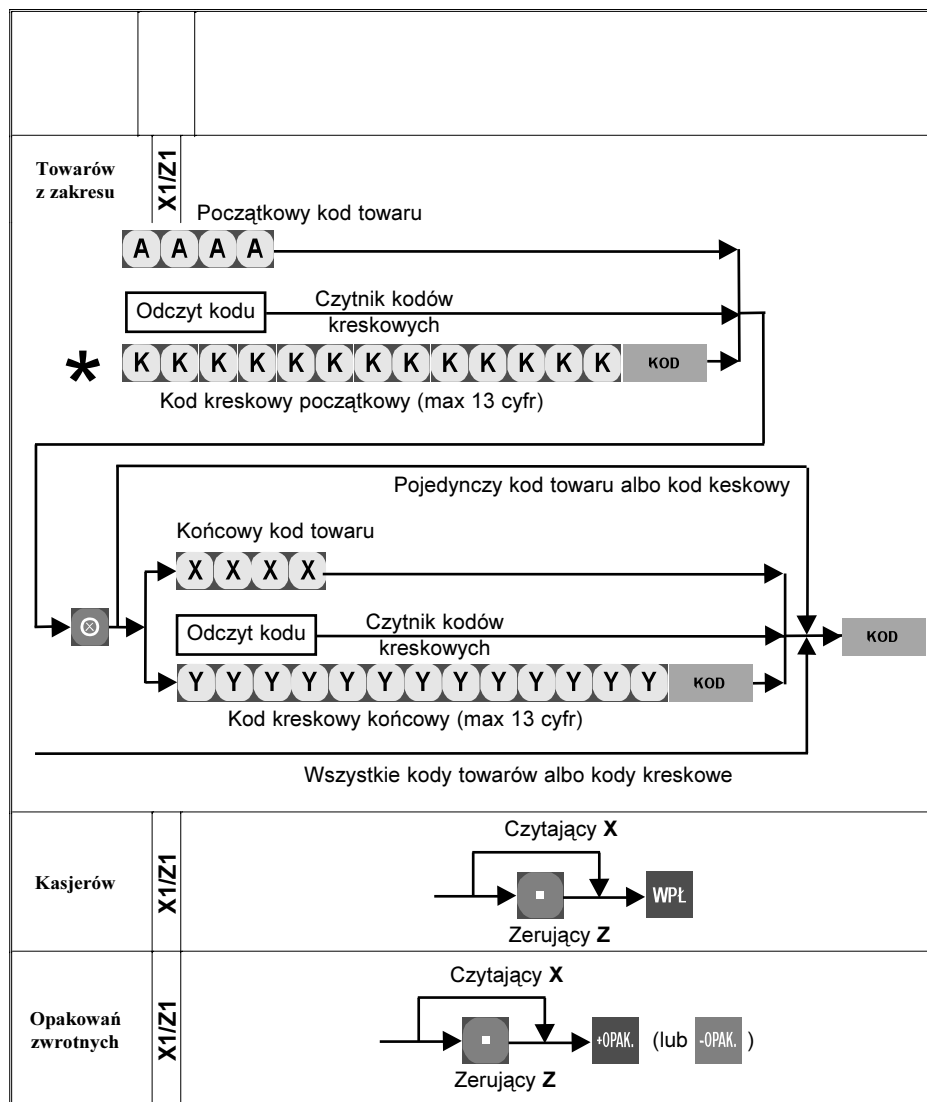 Towarów
z zakresu
X1/Z1
Początkowy kod towaru
A A A A
Odczyt kodu
Czytnik kodów
kreskowych
* K K K K K K K K K K K K K KOD
Kod kreskowy początkowy (max 13 cyfr)
Pojedynczy kod towaru albo kod keskowy
Końcowy kod towaru
X X X X
Odczyt kodu
Czytnik kodów
kreskowych
KOD
Y Y Y Y Y Y Y Y Y Y Y Y Y KOD
Kod kreskowy końcowy (max 13 cyfr)
Wszystkie kody towarów albo kody kreskowe
Kasjerów
X1/Z1
Czytający X
WPŁ
Zerujący Z
Opakowań
zwrotnych
X1/Z1
Czytający X
+OPAK. (lub -OPAK. )
Zerujący Z